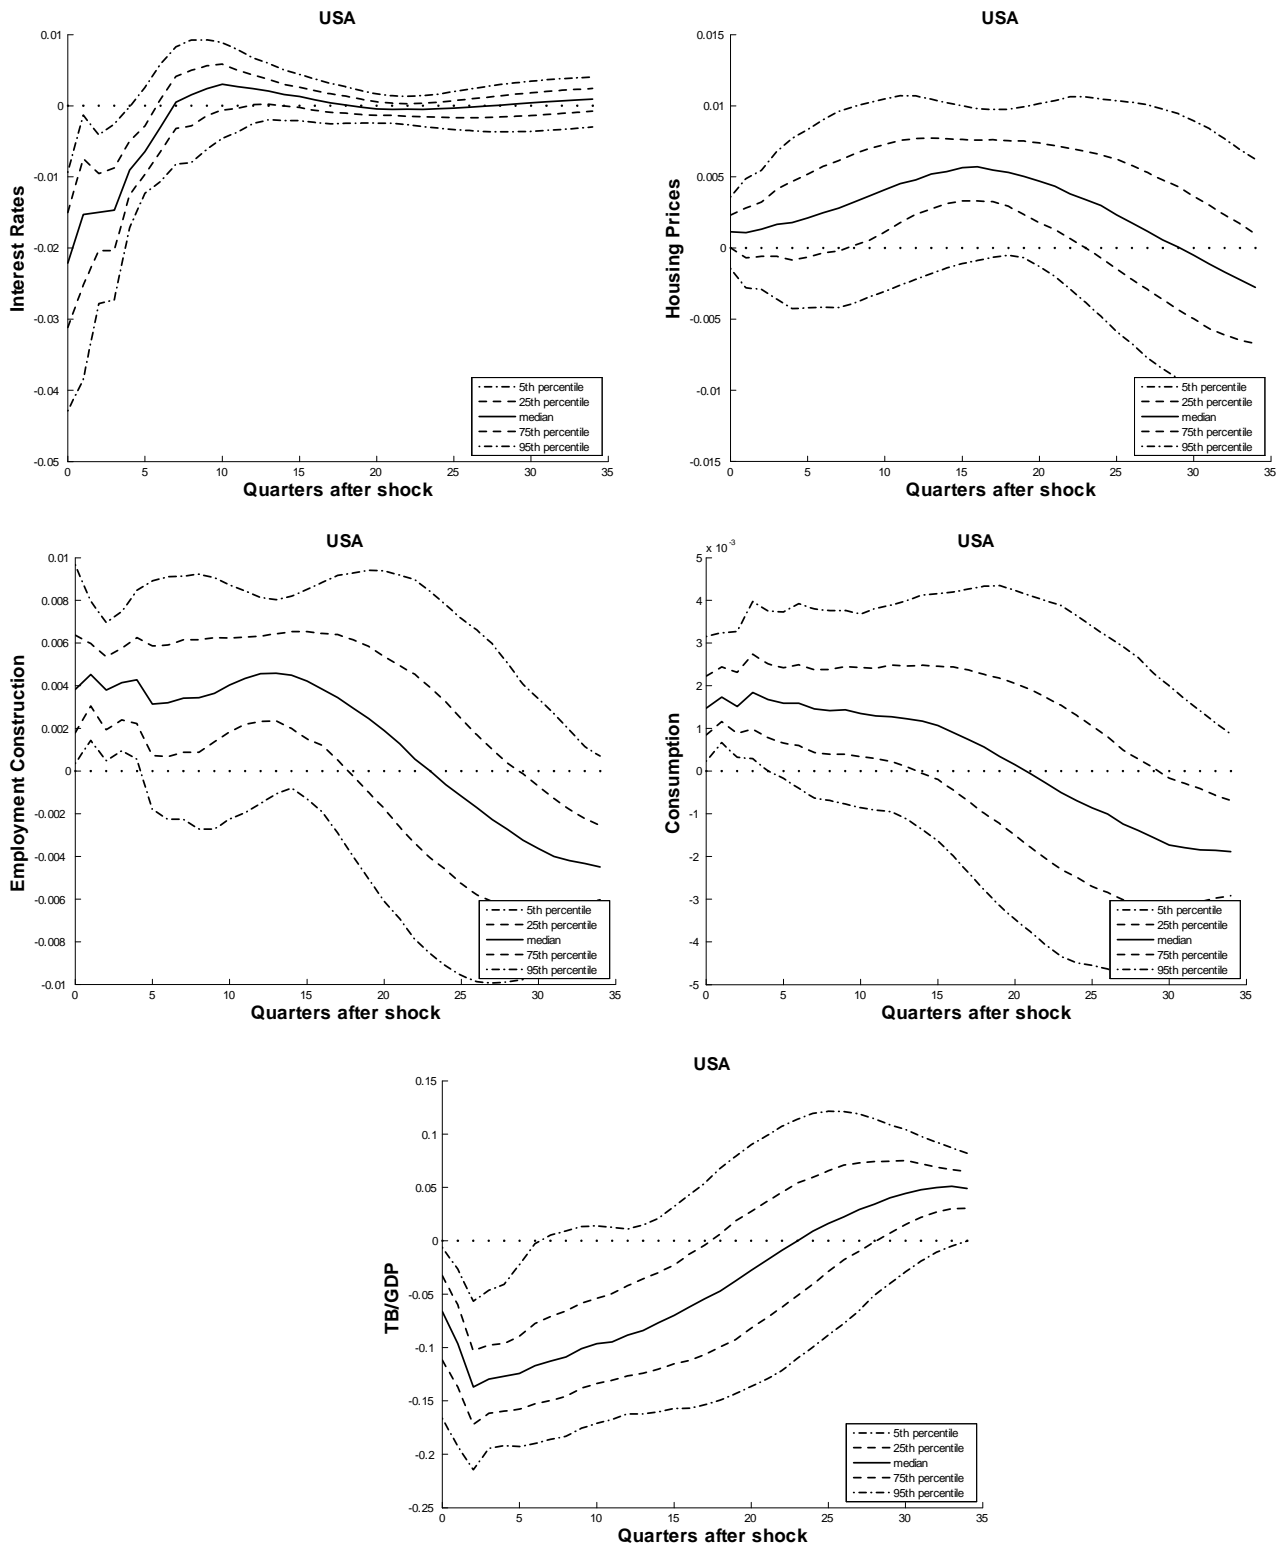 USA
0.01
0
-0.01
-0.02
-0.03
-0.04
-0.05
Interest Rates
5th percentile
25th percentile
median
75th percentile
95th percentile
0 5 10 15 20 25 30 35
Quarters after shock
USA
0.015
0.01
0.005
0
-0.005
-0.01
-0.015
Housing Prices
5th percentile
25th percentile
median
75th percentile
95th percentile
0 5 10 15 20 25 30 35
Quarters after shock
USA
0.01
0.008
0.006
0.004
0.002
0
-0.002
-0.004
-0.006
-0.008
-0.01
Employment Construction
5th percentile
25th percentile
median
75th percentile
95th percentile
0 5 10 15 20 25 30 35
Quarters after shock
USA
x 10-3
5
4
3
2
1
0
-1
-2
-3
-4
-5
Consumption
5th percentile
25th percentile
median
75th percentile
95th percentile
0 5 10 15 20 25 30 35
Quarters after shock
USA
0.15
0.1
0.05
0
-0.05
-0.1
-0.15
-0.2
-0.25
TB/GDP
5th percentile
25th percentile
median
75th percentile
95th percentile
0 5 10 15 20 25 30 35
Quarters after shock